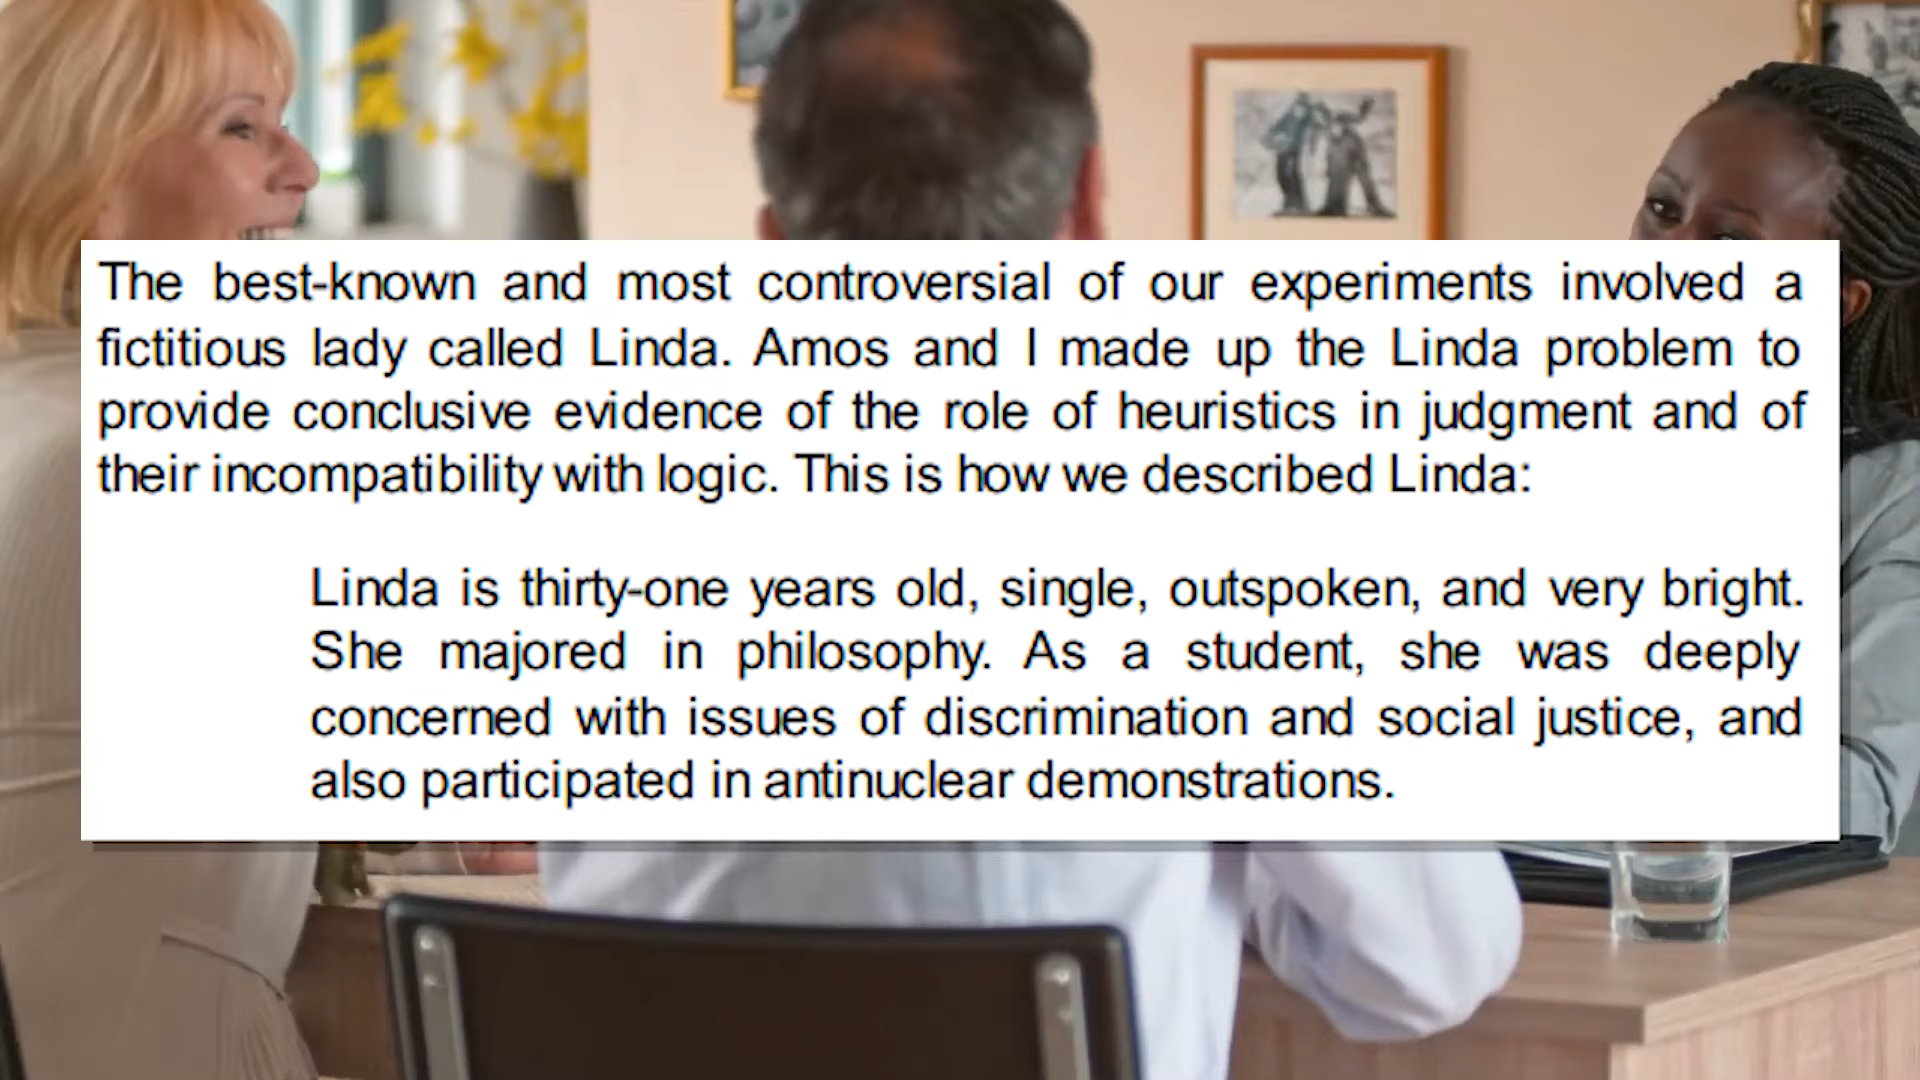 The best-known and most controversial of our experiments involved a
fictitious lady called Linda. Amos and I made up the Linda problem to
provide conclusive evidence of the role of heuristics in judgment and of
their incompatibility with logic. This is how we described Linda:
Linda is thirty-one years old, single, outspoken, and very bright.
She majored in philosophy. As a student, she was deeply
concerned with issues of discrimination and social justice, and
also participated in antinuclear demonstrations.